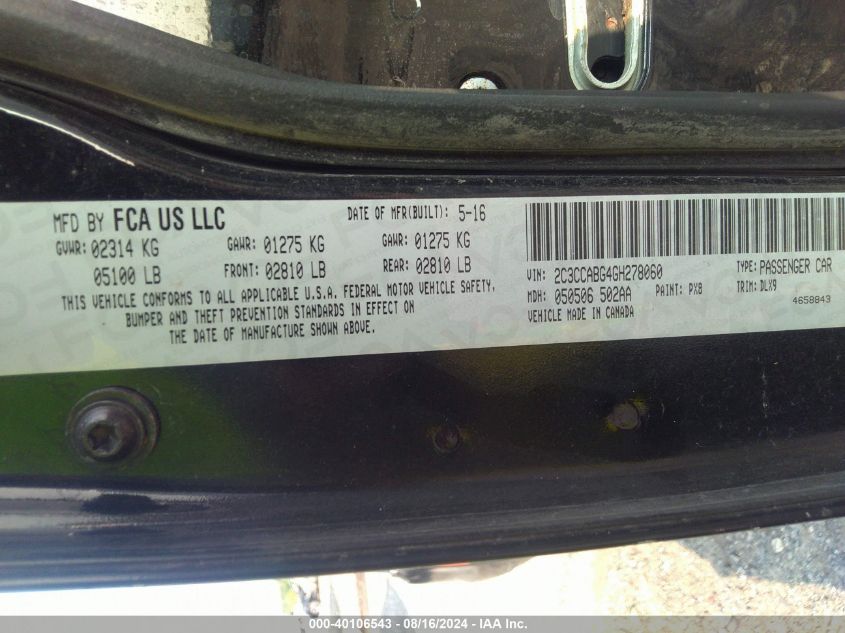 MFD BY FCA US LLC
DATE OF MFR(BUILT): 5-16
GVWR: 02314 KG
GAWR: 01275 KG
GAWR: 01275 KG
05100 LB
FRONT: 02810 LB
REAR: 02810 LB
THIS VEHICLE CONFORMS TO ALL APPLICABLE U.S.A. FEDERAL MOTOR VEHICLE SAFETY,
BUMPER AND THEFT PREVENTION STANDARDS IN EFFECT ON
THE DATE OF MANUFACTURE SHOWN ABOVE.
VIN: 2C3CCABG4GH278060
TYPE: PASSENGER CAR
MDH: 050506 502AA
PAINT: PX8
TRIM: DLX9
VEHICLE MADE IN CANADA
4658843
000-40106543 - 08/16/2024 - IAA Inc.